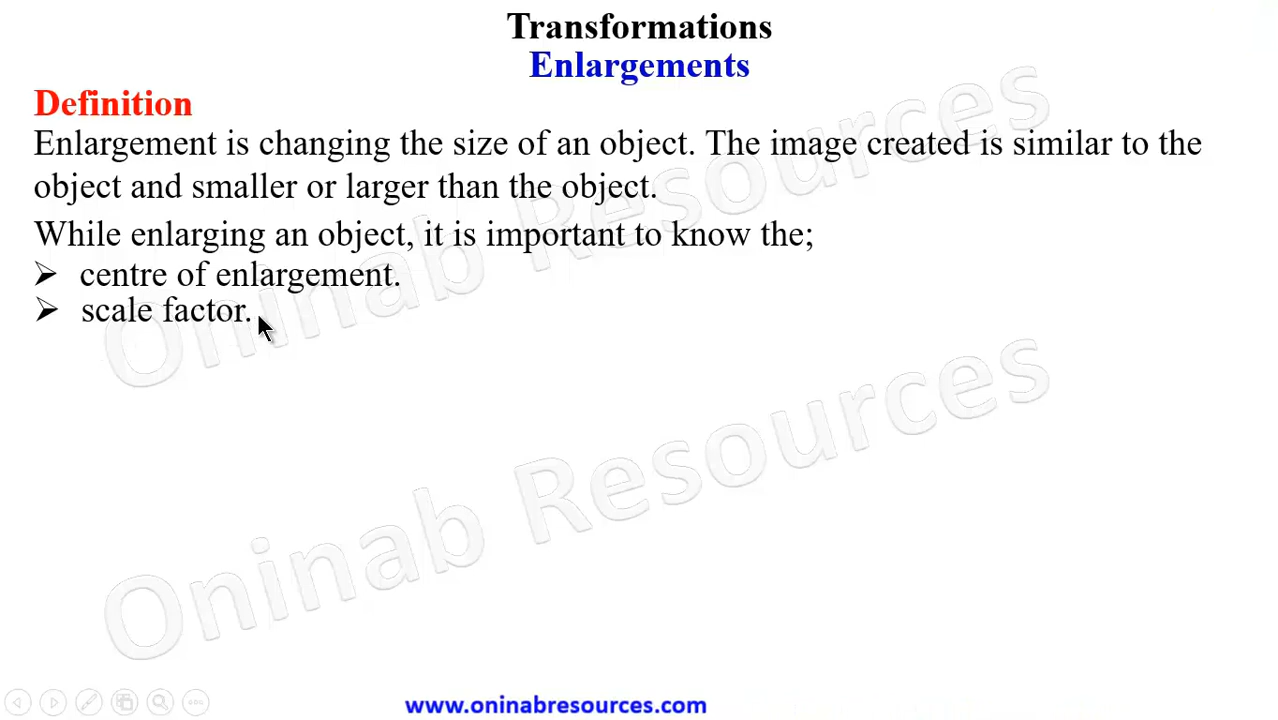 Transformations
Enlargements
Definition
Enlargement is changing the size of an object. The image created is similar to the
object and smaller or larger than the object.
While enlarging an object, it is important to know the;
➢ centre of enlargement.
➢ scale factor.
Oninab Resources
Oninab Resources
www.oninabresources.com